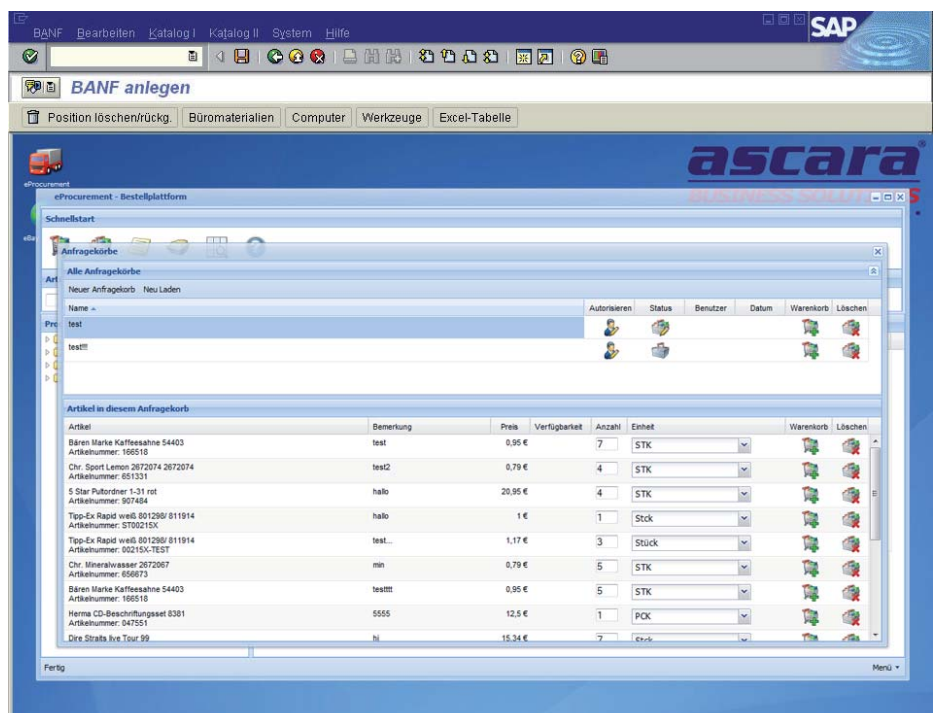 BANF Bearbeiten Katalog I Katalog II System Hilfe
SAP
BANF anlegen
Position löschen/rückg. Büromaterialien Computer Werkzeuge Excel-Tabelle
ascara®
BUSINESS SOLUTIONS
eProcurement
eProcurement - Bestellplattform
Schnellstart
eBa
Anfragekörbe
Alle Anfragekörbe
Art
Neuer Anfragekorb Neu Laden
Name Autorisieren Status Benutzer Datum Warenkorb Löschen
Pro
test
test!!!
Artikel in diesem Anfragekorb
Artikel Bemerkung Preis Verfügbarkeit Anzahl Einheit Warenkorb Löschen
Bären Marke Kaffeesahne 54403 test 0,95 € 7 STK
Artikelnummer: 166518
Chr. Sport Lemon 2672074 2672074 test2 0,79 € 4 STK
Artikelnummer: 651331
5 Star Pultordner 1-31 rot hallo 20,95 € 4 STK
Artikelnummer: 907484
Tipp-Ex Rapid weiß 801298/ 811914 hallo 1 € 1 Stck
Artikelnummer: ST00215X
Tipp-Ex Rapid weiß 801298/ 811914 test... 1,17 € 3 Stück
Artikelnummer: 00215X-TEST
Chr. Mineralwasser 2672067 min 0,79 € 5 STK
Artikelnummer: 656673
Bären Marke Kaffeesahne 54403 testttt 0,95 € 5 STK
Artikelnummer: 166518
Herma CD-Beschriftungsset 8381 5555 12,5 € 1 PCK
Artikelnummer: 047551
Dire Straits live Tour 99 hi 15,34 € 7 Stck
Fertig Menü